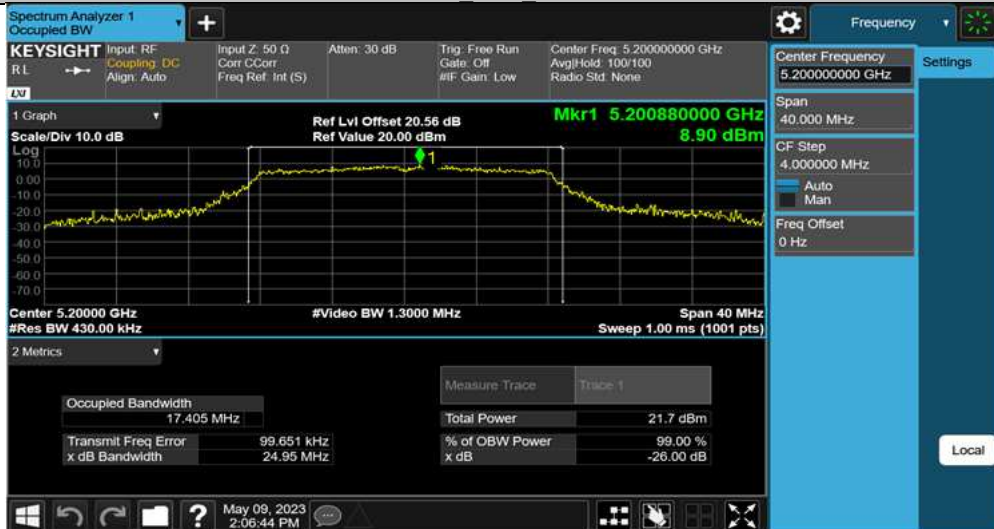 Spectrum Analyzer 1
Occupied BW
Frequency
KEYSIGHT
RL
LXI
Input: RF
Coupling: DC
Align: Auto
Input Z: 50 Ω
Corr CCorr
Freq Ref: Int (S)
Atten: 30 dB
Trig: Free Run
Gate: Off
#IF Gain: Low
Center Freq: 5.200000000 GHz
Avg|Hold: 100/100
Radio Std: None
Center Frequency
5.200000000 GHz
Settings
Span
40.000 MHz
CF Step
4.000000 MHz
Auto
Man
Freq Offset
0 Hz
1 Graph
Scale/Div 10.0 dB
Ref Lvl Offset 20.56 dB
Ref Value 20.00 dBm
Mkr1 5.200880000 GHz
8.90 dBm
Log
10.0
0.00
-10.0
-20.0
-30.0
-40.0
-50.0
-60.0
-70.0
1
Center 5.20000 GHz
#Res BW 430.00 kHz
#Video BW 1.3000 MHz
Span 40 MHz
Sweep 1.00 ms (1001 pts)
2 Metrics
Measure Trace
Trace 1
Occupied Bandwidth
17.405 MHz
Total Power
21.7 dBm
Transmit Freq Error
99.651 kHz
% of OBW Power
99.00 %
x dB Bandwidth
24.95 MHz
x dB
-26.00 dB
Local
?
May 09, 2023
2:06:44 PM